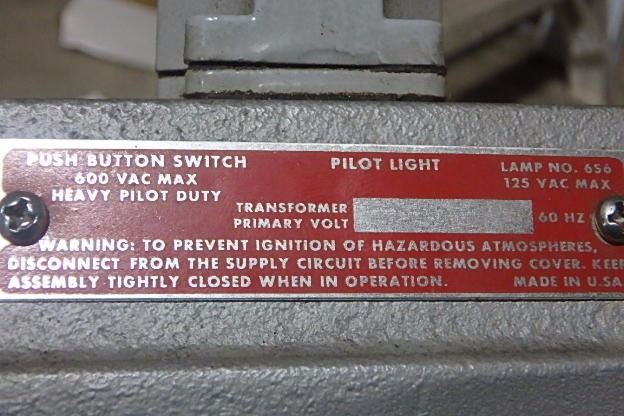 PUSH BUTTON SWITCH PILOT LIGHT LAMP NO. 656
600 VAC MAX 125 VAC MAX
HEAVY PILOT DUTY
TRANSFORMER
PRIMARY VOLT 60 HZ
WARNING: TO PREVENT IGNITION OF HAZARDOUS ATMOSPHERES,
DISCONNECT FROM THE SUPPLY CIRCUIT BEFORE REMOVING COVER. KEEP
ASSEMBLY TIGHTLY CLOSED WHEN IN OPERATION. MADE IN U.S.A.